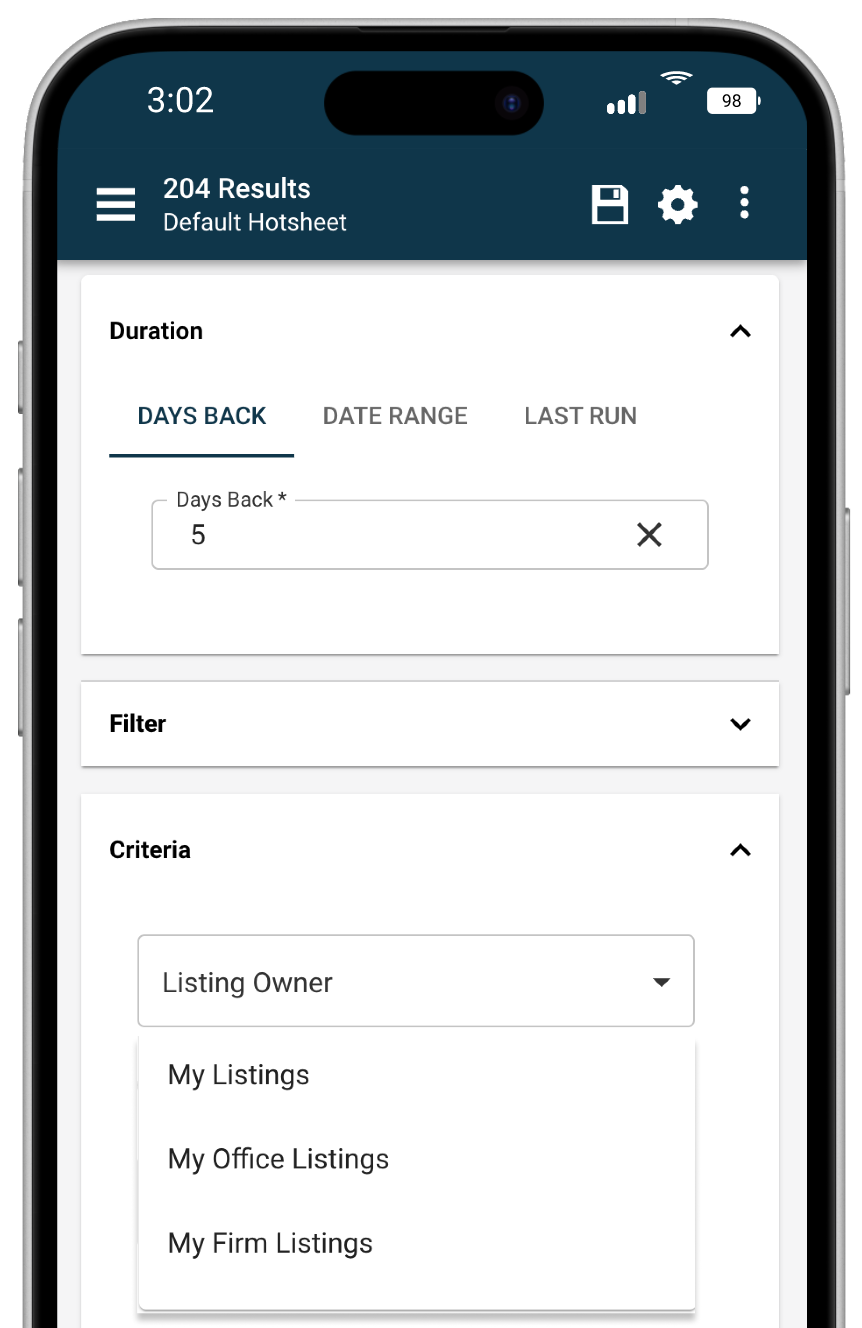 3:02
98
204 Results
Default Hotsheet
Duration
DAYS BACK DATE RANGE LAST RUN
Days Back *
5
Filter
Criteria
Listing Owner
My Listings
My Office Listings
My Firm Listings